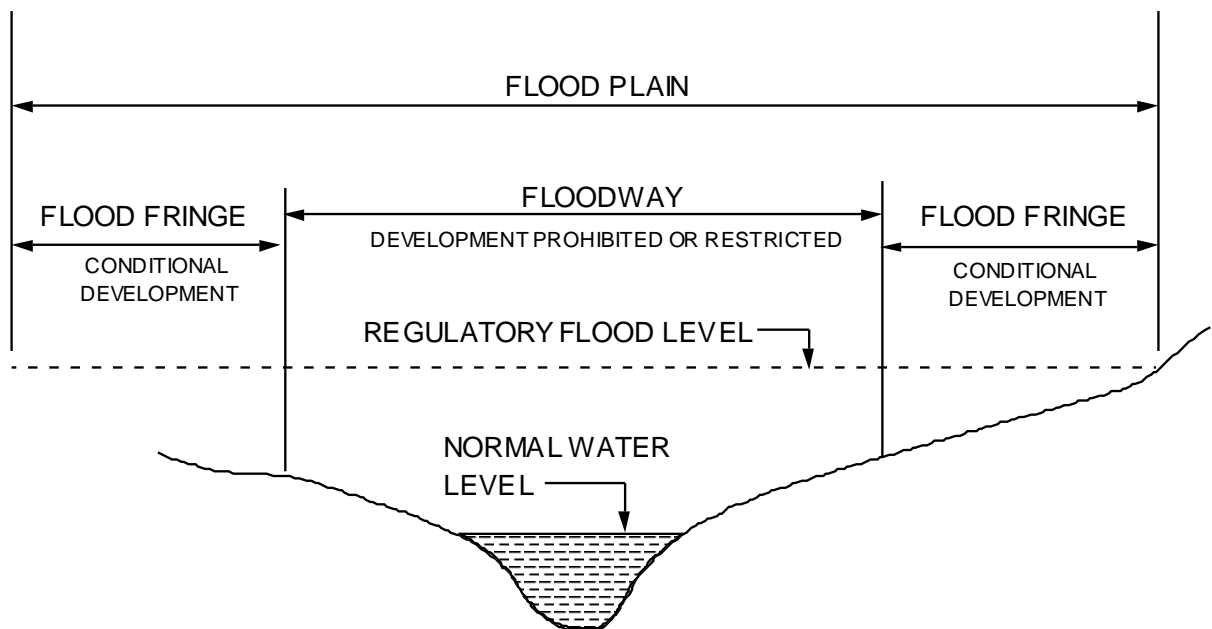 FLOOD PLAIN
FLOOD FRINGE
CONDITIONAL
DEVELOPMENT
FLOODWAY
DEVELOPMENT PROHIBITED OR RESTRICTED
FLOOD FRINGE
CONDITIONAL
DEVELOPMENT
REGULATORY FLOOD LEVEL
NORMAL WATER
LEVEL